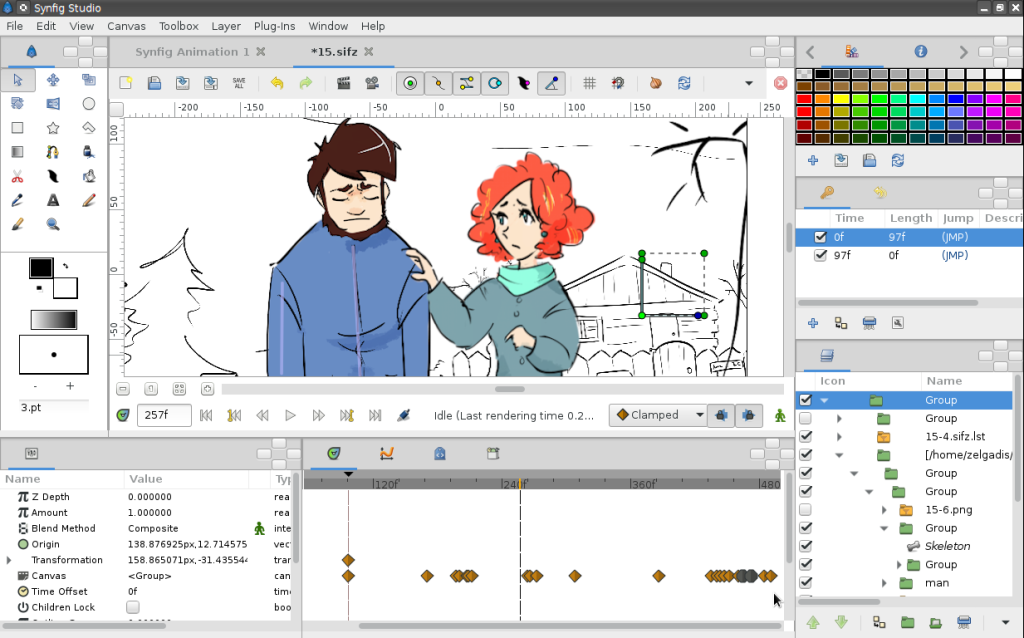 Synfig Studio
File Edit View Canvas Toolbox Layer Plug-Ins Window Help
Synfig Animation 1
*15.sifz
SAVE ALL
-200 -150 -100 -50 0 50 100 150 200 250
100
50
0
-50
3.pt
257f
Idle (Last rendering time 0.2...
Clamped
Name Value Typ
Z Depth 0.000000 rea
Amount 1.000000 rea
Blend Method Composite inte
Origin 138.876925px,12.714575 vec
Transformation 158.865071px,-31.435544 tran
Canvas <Group> can
Time Offset 0f time
Children Lock boo
|120f |240f |360f |480
Time Length Jump Descri
0f 97f (JMP)
97f 0f (JMP)
Icon Name
Group
Group
15-4.sifz.lst
[/home/zelgadis/
Group
Group
15-6.png
Group
Skeleton
Group
man